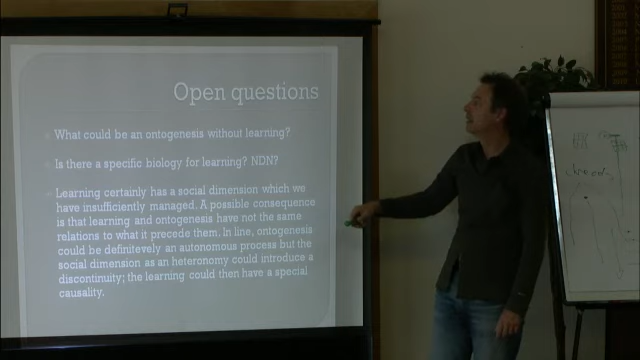 Open questions
What could be an ontogenesis without learning?
Is there a specific biology for learning? NDN?
Learning certainly has a social dimension which we
have insufficiently managed. A possible consequence
is that learning and ontogenesis have not the same
relations to what it precede them. In line, ontogenesis
could be definitively an autonomous process but the
social dimension as an heteronomy could introduce a
discontinuity; the learning could then have a special
causality.